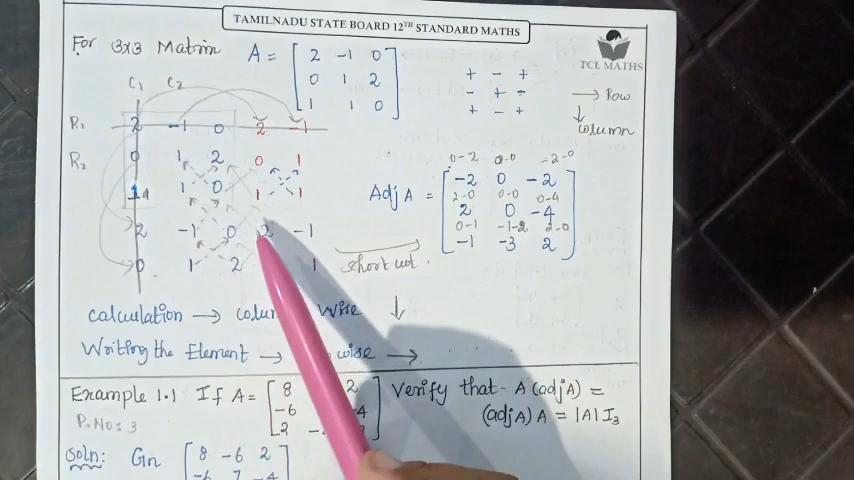 TAMILNADU STATE BOARD 12TH STANDARD MATHS
TCL MATHS
For 3x3 Matrix A = [ 2 -1 0
0 1 2
1 1 0 ]
+ - +
- + -
+ - +
→ Row
↓ column
C1 C2
R1 2 -1 0 2 -1
R2 0 1 2 0 1
1 1 0 1 1
2 -1 0 2 -1
0 1 2 1
0-2 0-0 -2-0
Adj A = [ -2 0 -2
2-0 0-0 0-4
2 0 -4
0-1 -1-2 2-0
-1 -3 2 ]
short cut.
calculation → colum wise ↓
Writing the Element → wise →
Example 1.1 If A = [ 8 2
-6 -4
2 ]
Verify that - A (adj A) =
(adj A) A = |A| I3
P.No: 3
Soln: Gn [ 8 -6 2
-6 7 -4